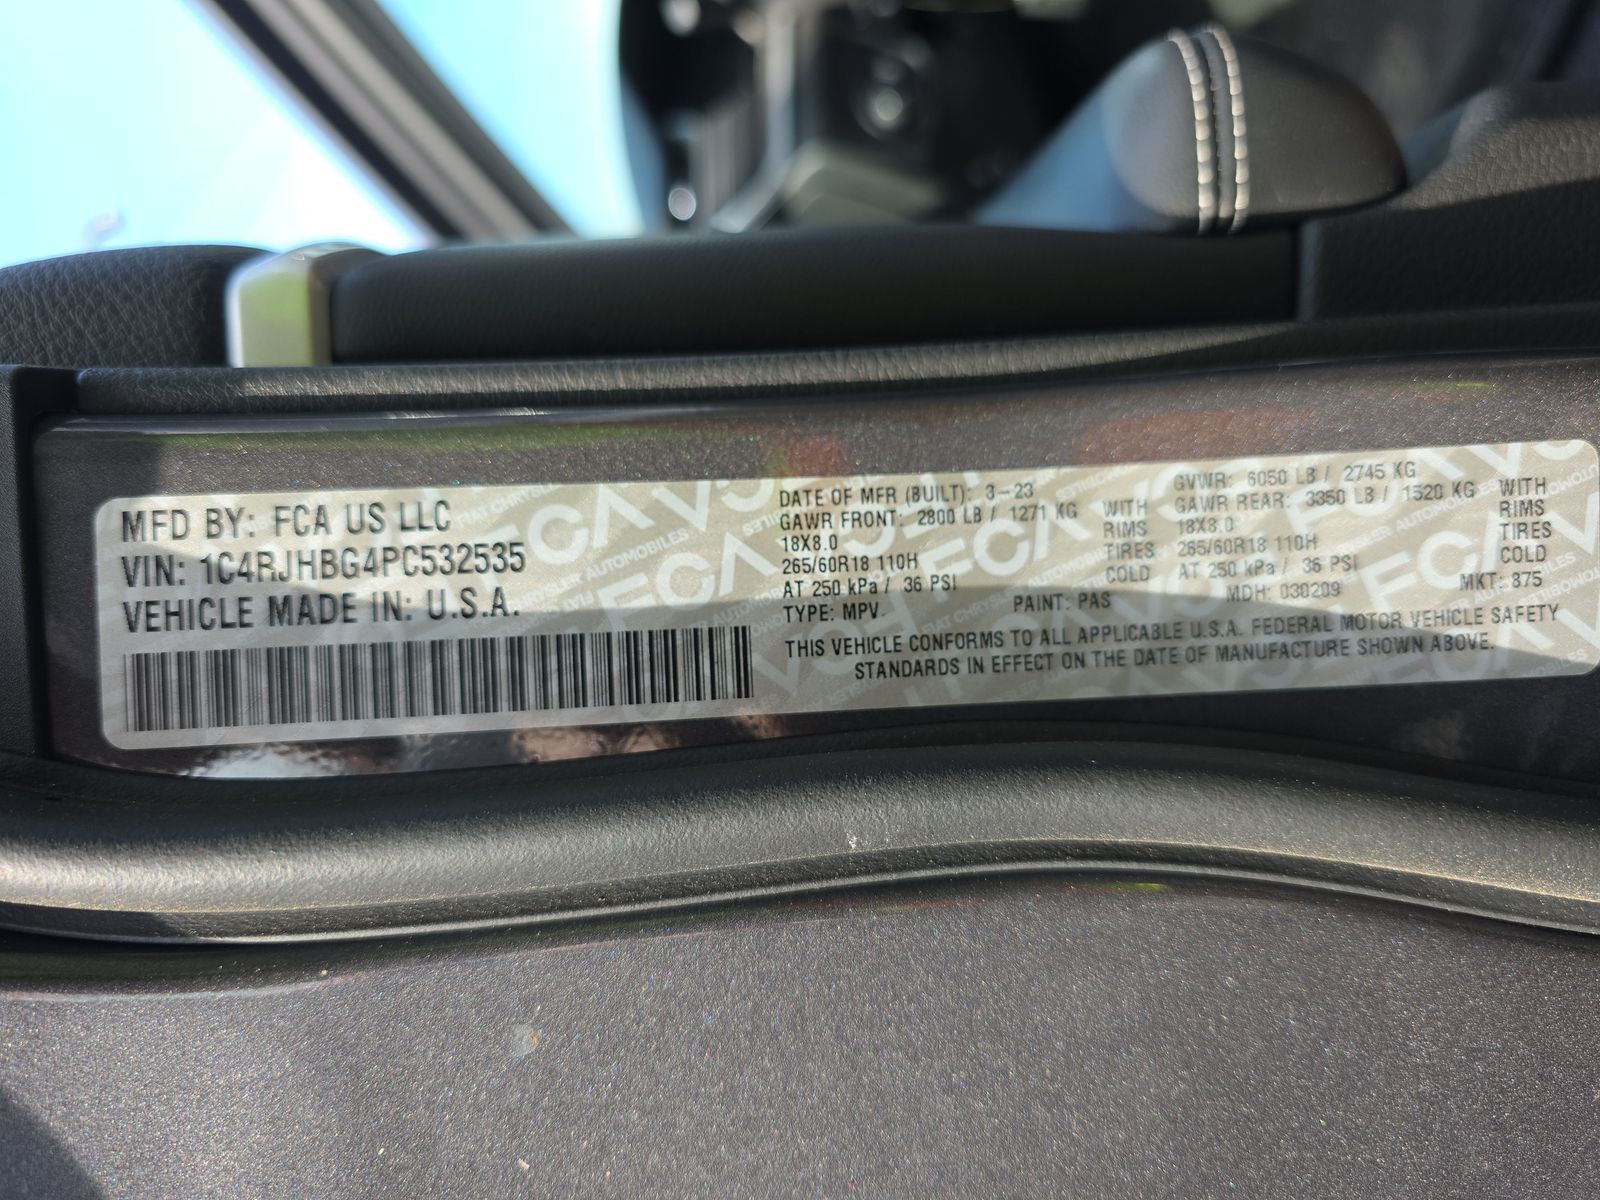 MFD BY: FCA US LLC
VIN: 1C4RJHBG4PC532535
VEHICLE MADE IN: U.S.A.
DATE OF MFR (BUILT): 3-23
GAWR FRONT: 2800 LB / 1271 KG WITH
18X8.0 RIMS
265/60R18 110H TIRES
AT 250 kPa / 36 PSI COLD
TYPE: MPV
GVWR: 6050 LB / 2745 KG
GAWR REAR: 3350 LB / 1520 KG WITH
18X8.0 RIMS
265/60R18 110H TIRES
AT 250 kPa / 36 PSI COLD
PAINT: PAS MDH: 030209 MKT: 875
THIS VEHICLE CONFORMS TO ALL APPLICABLE U.S.A. FEDERAL MOTOR VEHICLE SAFETY
STANDARDS IN EFFECT ON THE DATE OF MANUFACTURE SHOWN ABOVE.